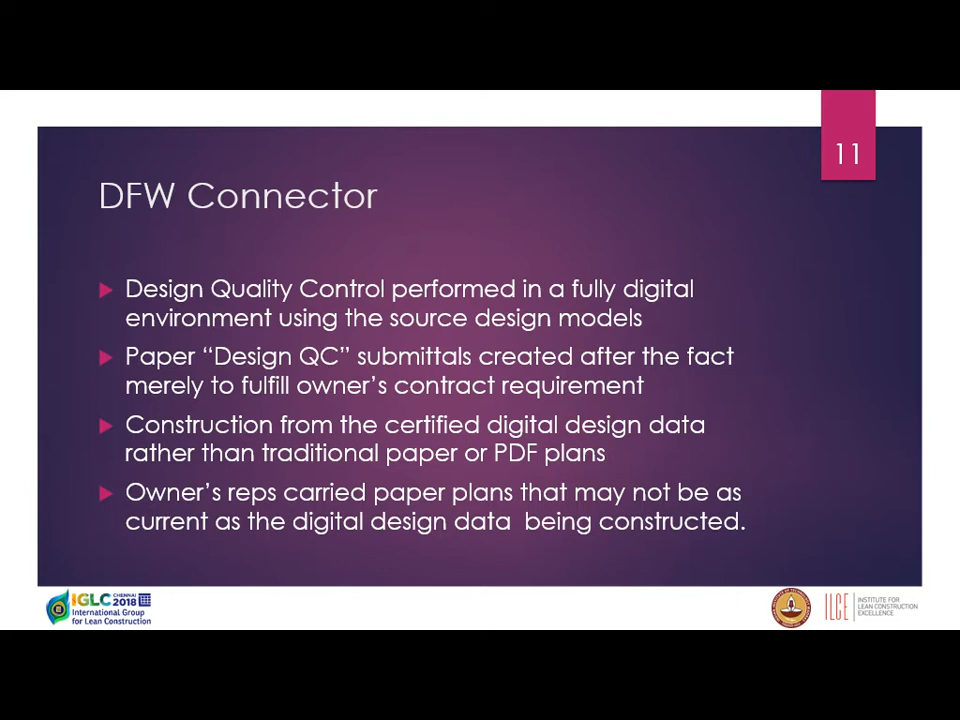 11
DFW Connector
Design Quality Control performed in a fully digital
environment using the source design models
Paper “Design QC” submittals created after the fact
merely to fulfill owner’s contract requirement
Construction from the certified digital design data
rather than traditional paper or PDF plans
Owner’s reps carried paper plans that may not be as
current as the digital design data being constructed.
IGLC CHENNAI 2018
International Group
for Lean Construction
ILCE
INSTITUTE FOR
LEAN CONSTRUCTION
EXCELLENCE